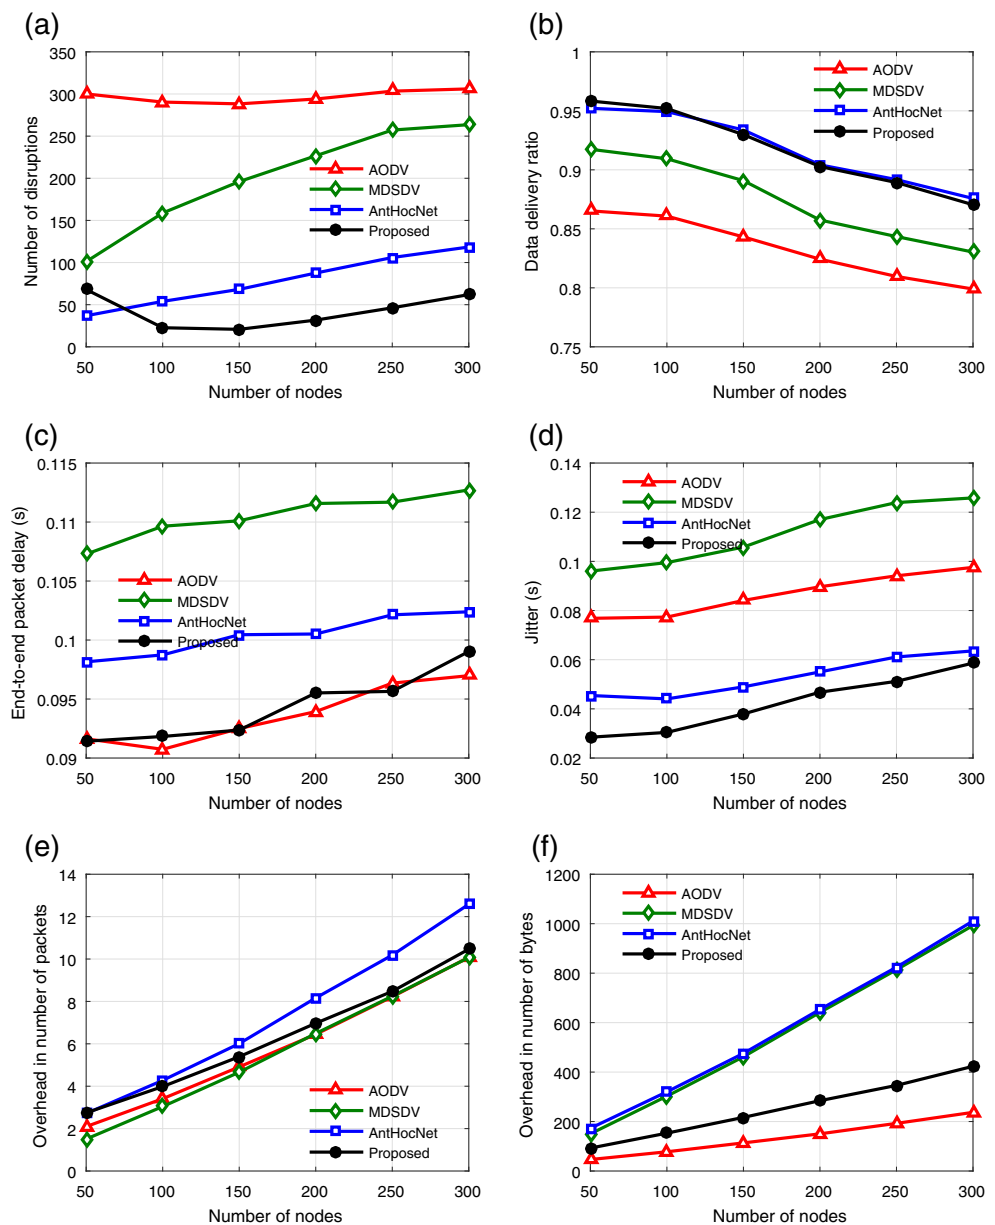 (a)
350
300
250
200
150
100
50
0
Number of disruptions
AODV
MDSDV
AntHocNet
Proposed
50 100 150 200 250 300
Number of nodes
(b)
1
0.95
0.9
0.85
0.8
0.75
Data delivery ratio
AODV
MDSDV
AntHocNet
Proposed
50 100 150 200 250 300
Number of nodes
(c)
0.115
0.11
0.105
0.1
0.095
0.09
End-to-end packet delay (s)
AODV
MDSDV
AntHocNet
Proposed
50 100 150 200 250 300
Number of nodes
(d)
0.14
0.12
0.1
0.08
0.06
0.04
0.02
Jitter (s)
AODV
MDSDV
AntHocNet
Proposed
50 100 150 200 250 300
Number of nodes
(e)
14
12
10
8
6
4
2
0
Overhead in number of packets
AODV
MDSDV
AntHocNet
Proposed
50 100 150 200 250 300
Number of nodes
(f)
1200
1000
800
600
400
200
0
Overhead in number of bytes
AODV
MDSDV
AntHocNet
Proposed
50 100 150 200 250 300
Number of nodes